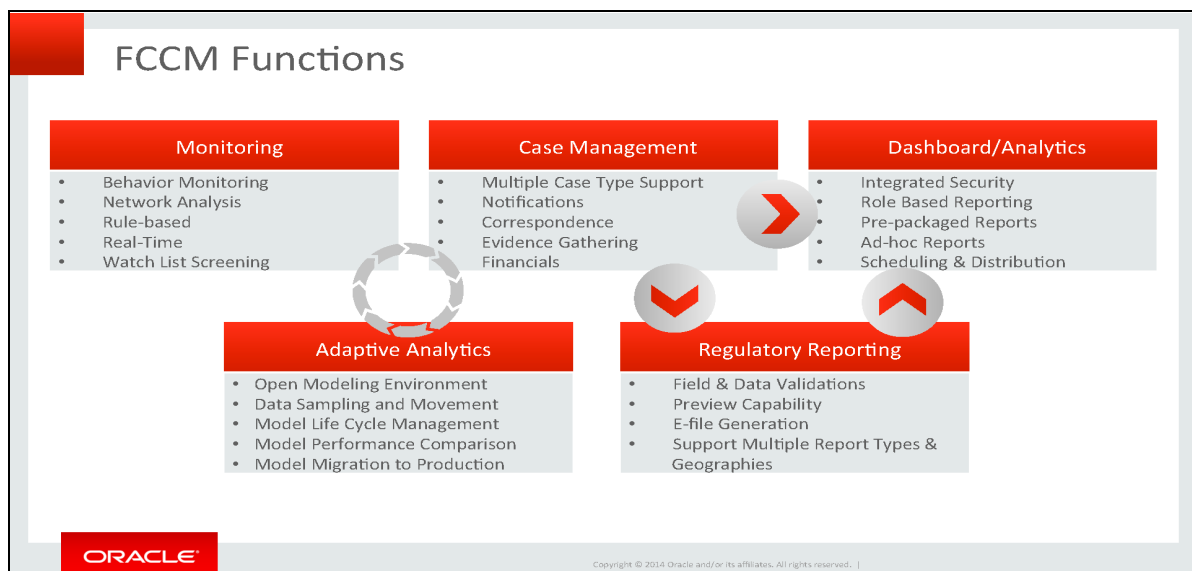 FCCM Functions
Monitoring
• Behavior Monitoring
• Network Analysis
• Rule-based
• Real-Time
• Watch List Screening
Case Management
• Multiple Case Type Support
• Notifications
• Correspondence
• Evidence Gathering
• Financials
Dashboard/Analytics
• Integrated Security
• Role Based Reporting
• Pre-packaged Reports
• Ad-hoc Reports
• Scheduling & Distribution
Adaptive Analytics
• Open Modeling Environment
• Data Sampling and Movement
• Model Life Cycle Management
• Model Performance Comparison
• Model Migration to Production
Regulatory Reporting
• Field & Data Validations
• Preview Capability
• E-file Generation
• Support Multiple Report Types &
Geographies
ORACLE®
Copyright © 2014 Oracle and/or its affiliates. All rights reserved. |